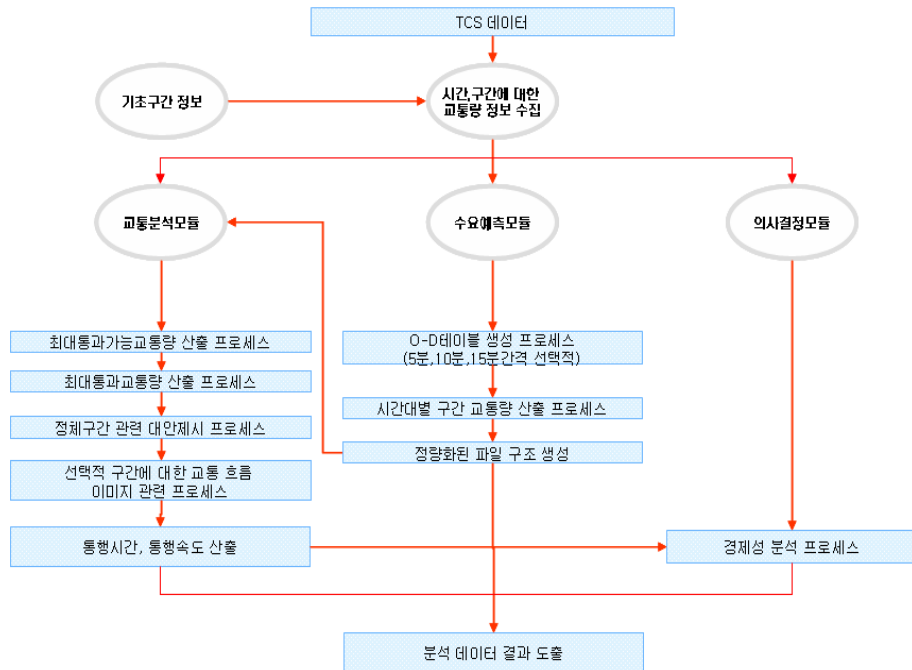 TCS 데이터
기초구간 정보
시간,구간에 대한
교통량 정보 수집
교통분석모듈
수요예측모듈
의사결정모듈
최대통과가능교통량 산출 프로세스
O-D테이블 생성 프로세스
(5분,10분,15분간격 선택적)
최대통과교통량 산출 프로세스
시간대별 구간 교통량 산출 프로세스
정체구간 관련 대안제시 프로세스
정량화된 파일 구조 생성
선택적 구간에 대한 교통 흐름
이미지 관련 프로세스
통행시간, 통행속도 산출
경제성 분석 프로세스
분석 데이터 결과 도출